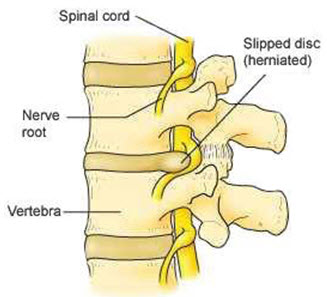 Spinal cord
Slipped disc
(herniated)
Nerve
root
Vertebra